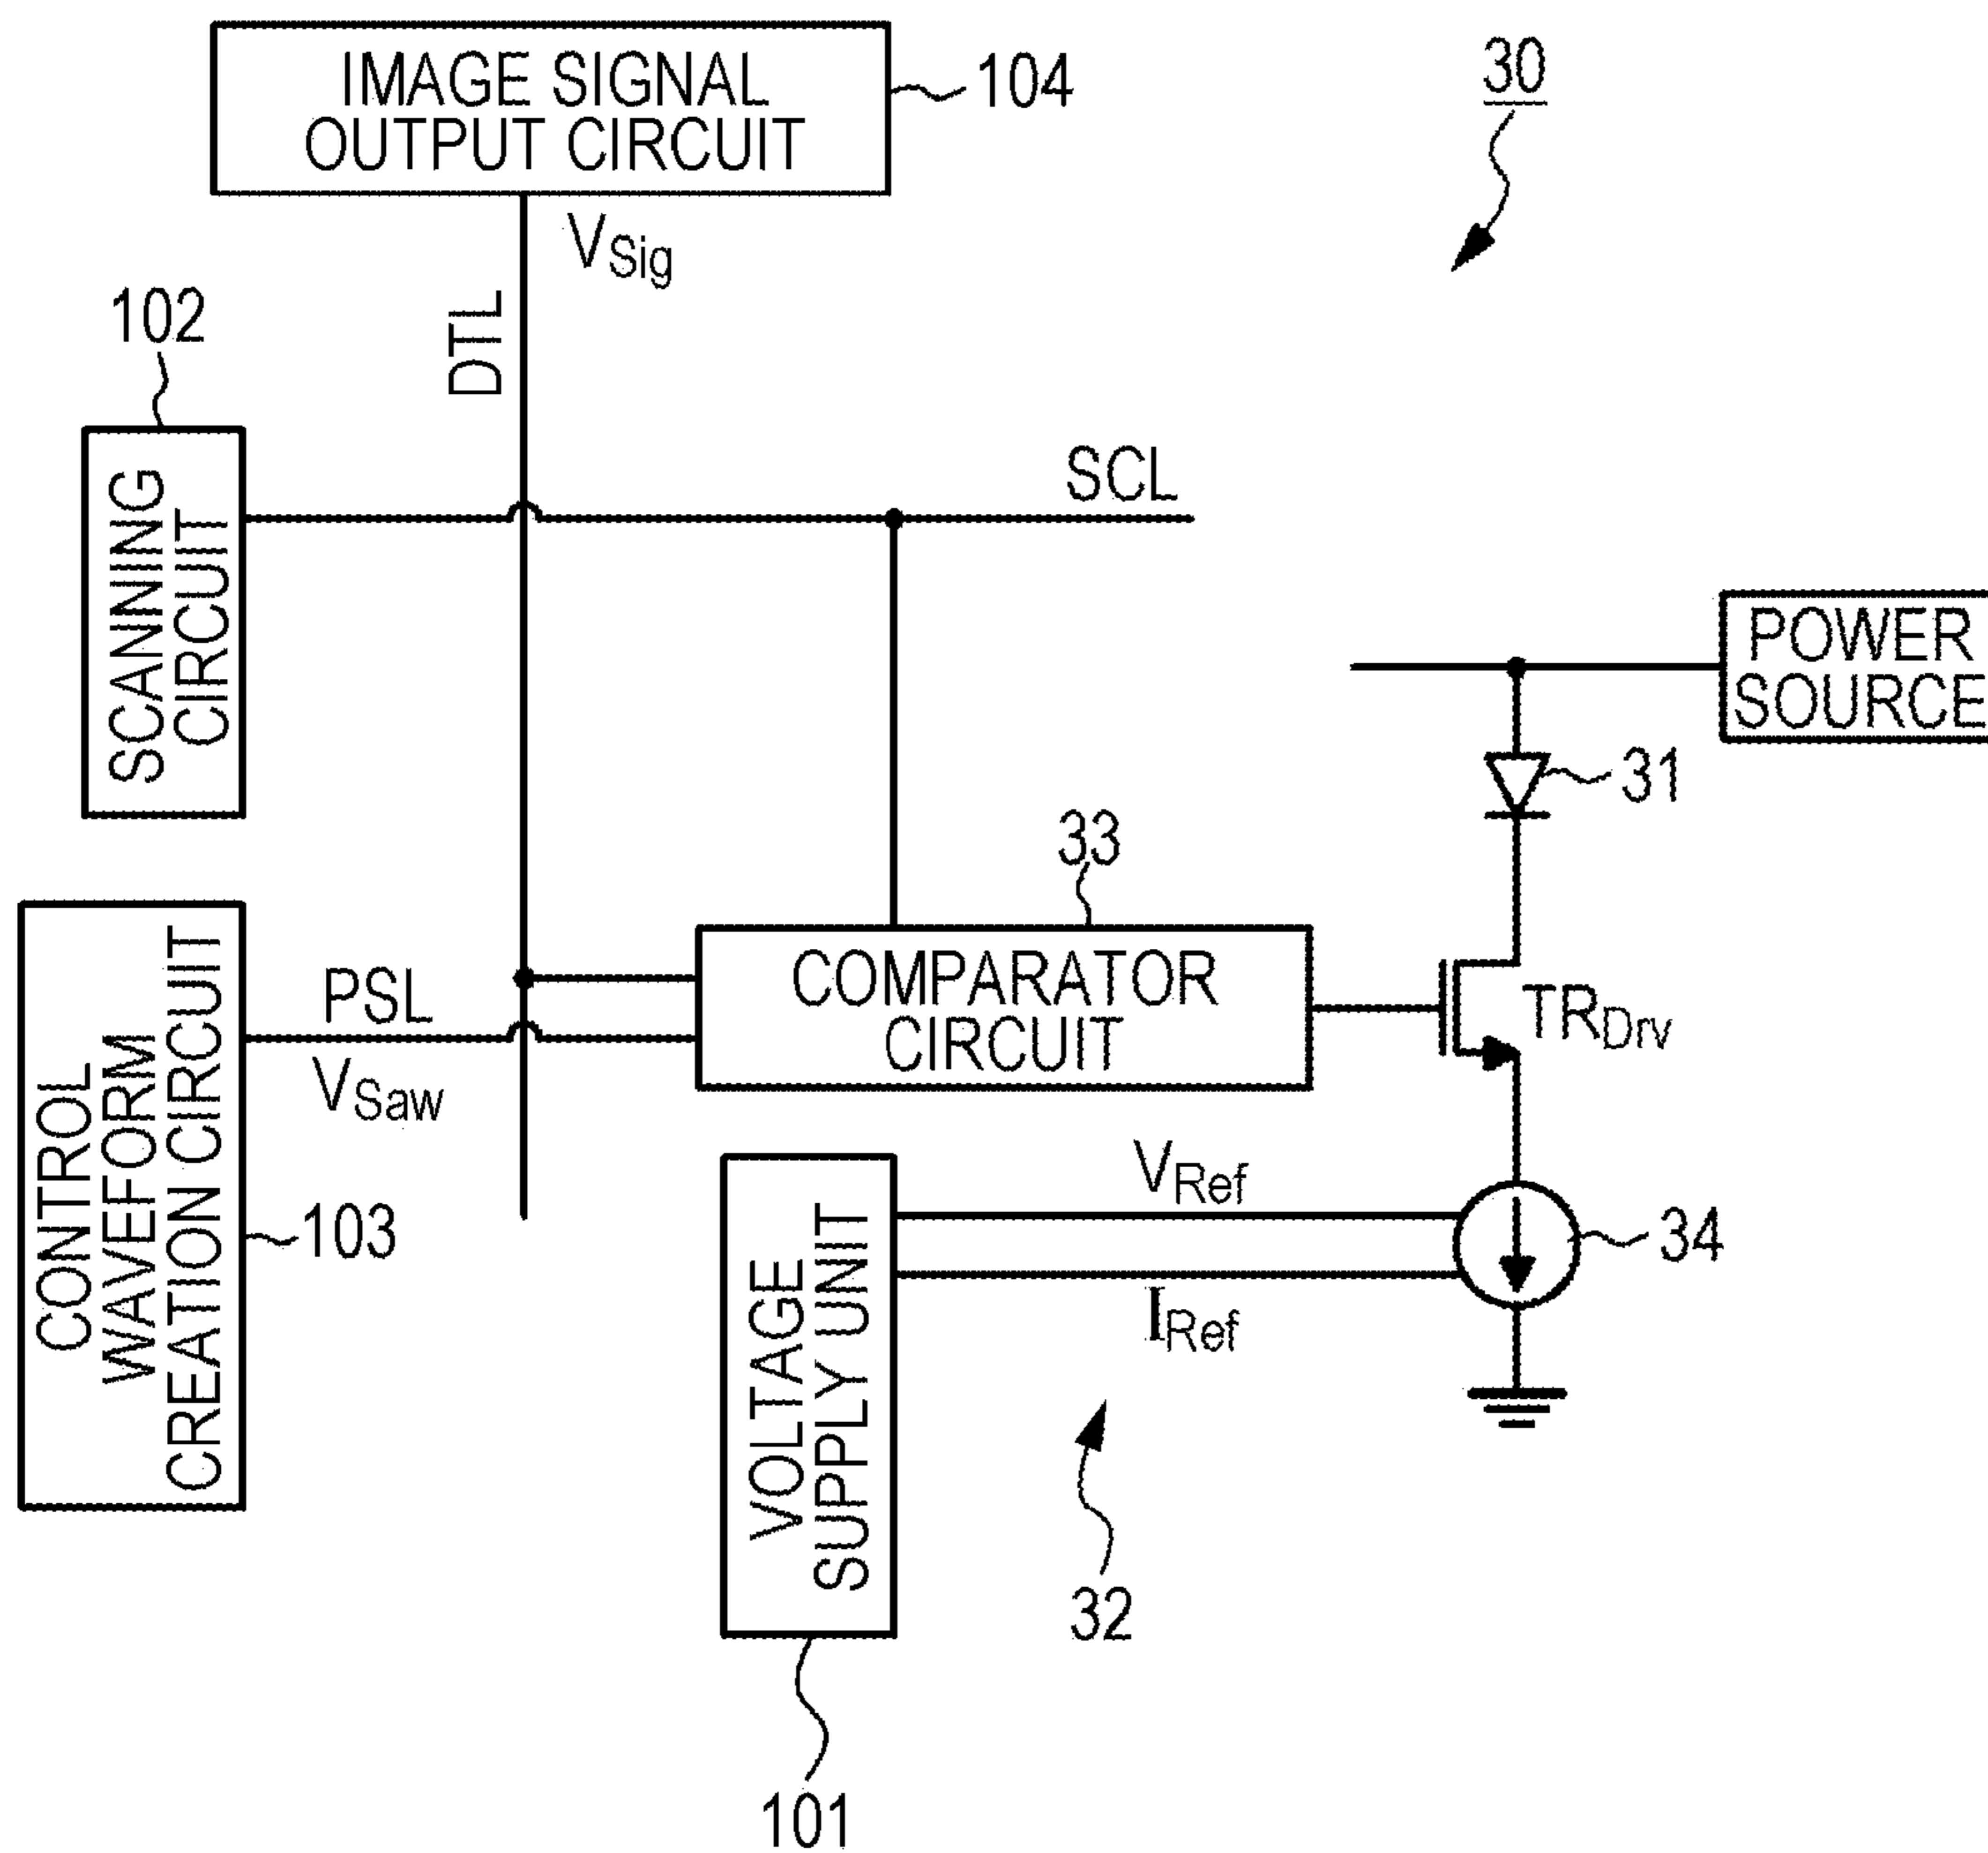 IMAGE SIGNAL
OUTPUT CIRCUIT
104
30
VSig
DTL
102
SCANNING
CIRCUIT
SCL
POWER
SOURCE
31
33
COMPARATOR
CIRCUIT
TRDrv
CONTROL
WAVEFORM
CREATION CIRCUIT
PSL
VSaw
103
VOLTAGE
SUPPLY UNIT
VRef
IRef
34
32
101